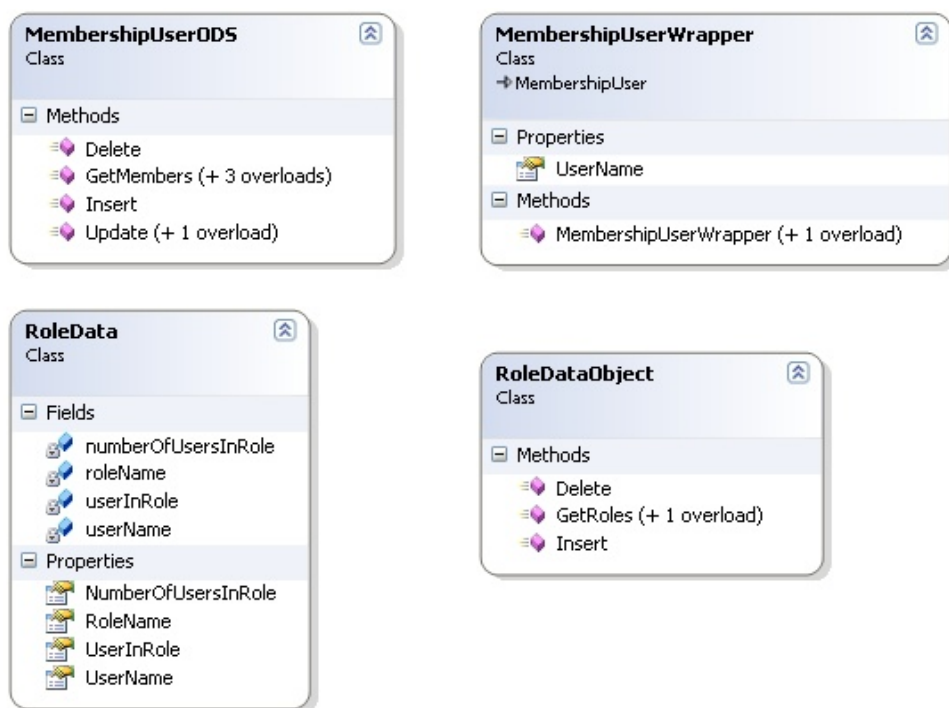 MembershipUserODS
Class
Methods
Delete
GetMembers (+ 3 overloads)
Insert
Update (+ 1 overload)
MembershipUserWrapper
Class
MembershipUser
Properties
UserName
Methods
MembershipUserWrapper (+ 1 overload)
RoleData
Class
Fields
numberOfUsersInRole
roleName
userInRole
userName
Properties
NumberOfUsersInRole
RoleName
UserInRole
UserName
RoleDataObject
Class
Methods
Delete
GetRoles (+ 1 overload)
Insert